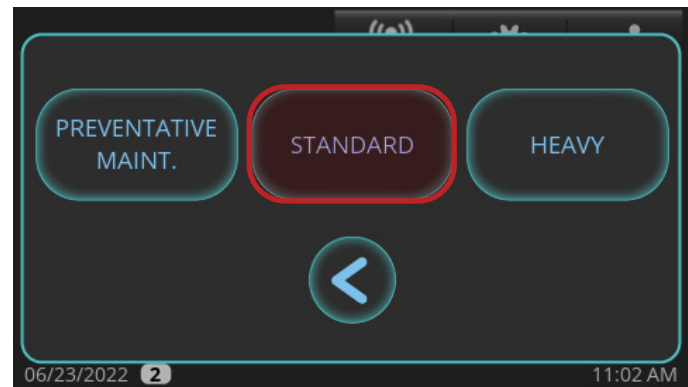 PREVENTATIVE
MAINT.
STANDARD
HEAVY
06/23/2022 2
11:02 AM